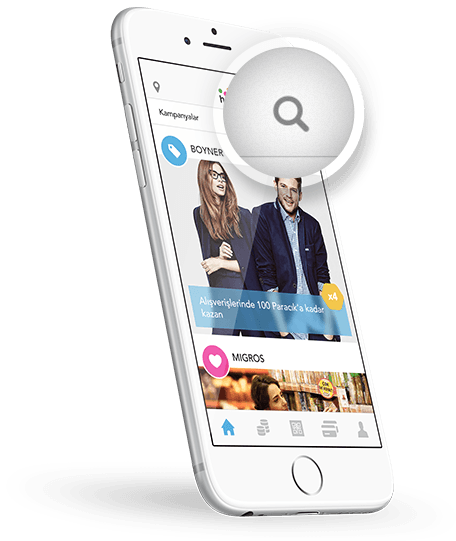 Kampanyalar
BOYNER
Alışverişlerinde 100 Paracık'a kadar
kazan
x4
MIGROS